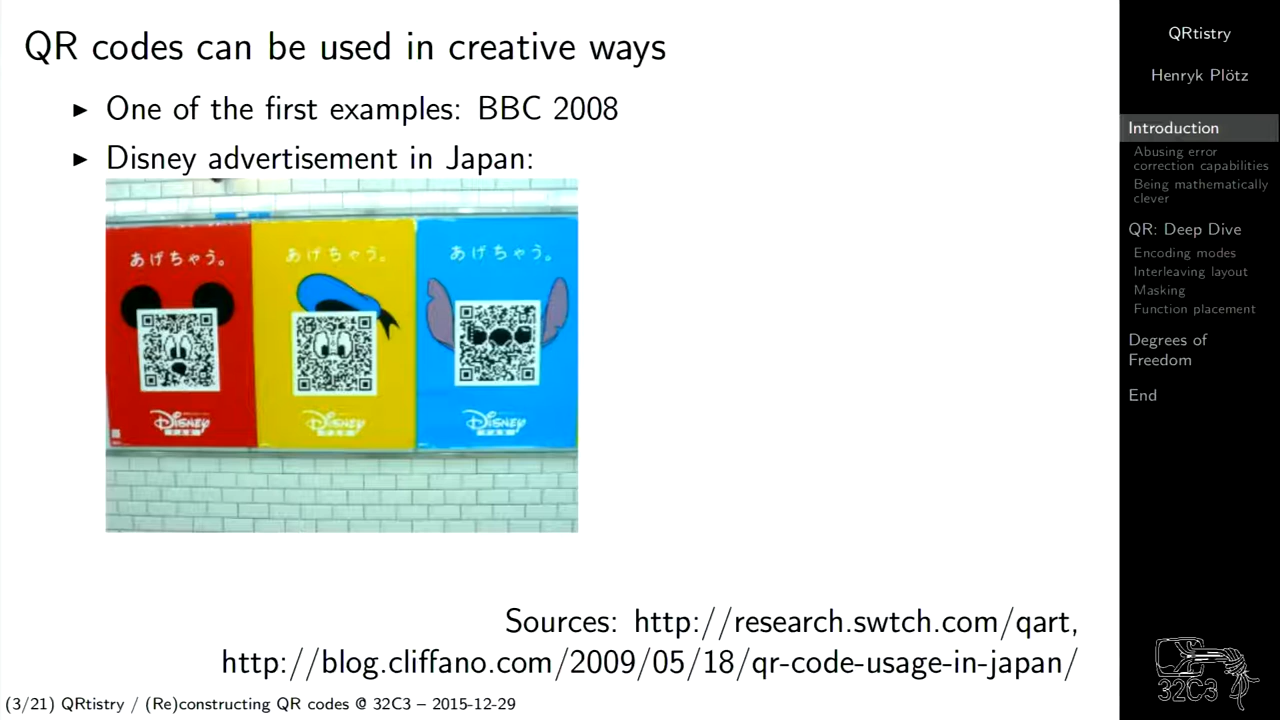 QR codes can be used in creative ways
▶ One of the first examples: BBC 2008
▶ Disney advertisement in Japan:
あげちゃう。
あげちゃう。
あげちゃう。
Disney
Disney
Disney
Sources: http://research.swtch.com/qart,
http://blog.cliffano.com/2009/05/18/qr-code-usage-in-japan/
(3/21) QRtistry / (Re)constructing QR codes @ 32C3 – 2015-12-29
QRtistry
Henryk Plötz
Introduction
Abusing error
correction capabilities
Being mathematically
clever
QR: Deep Dive
Encoding modes
Interleaving layout
Masking
Function placement
Degrees of
Freedom
End
32C3